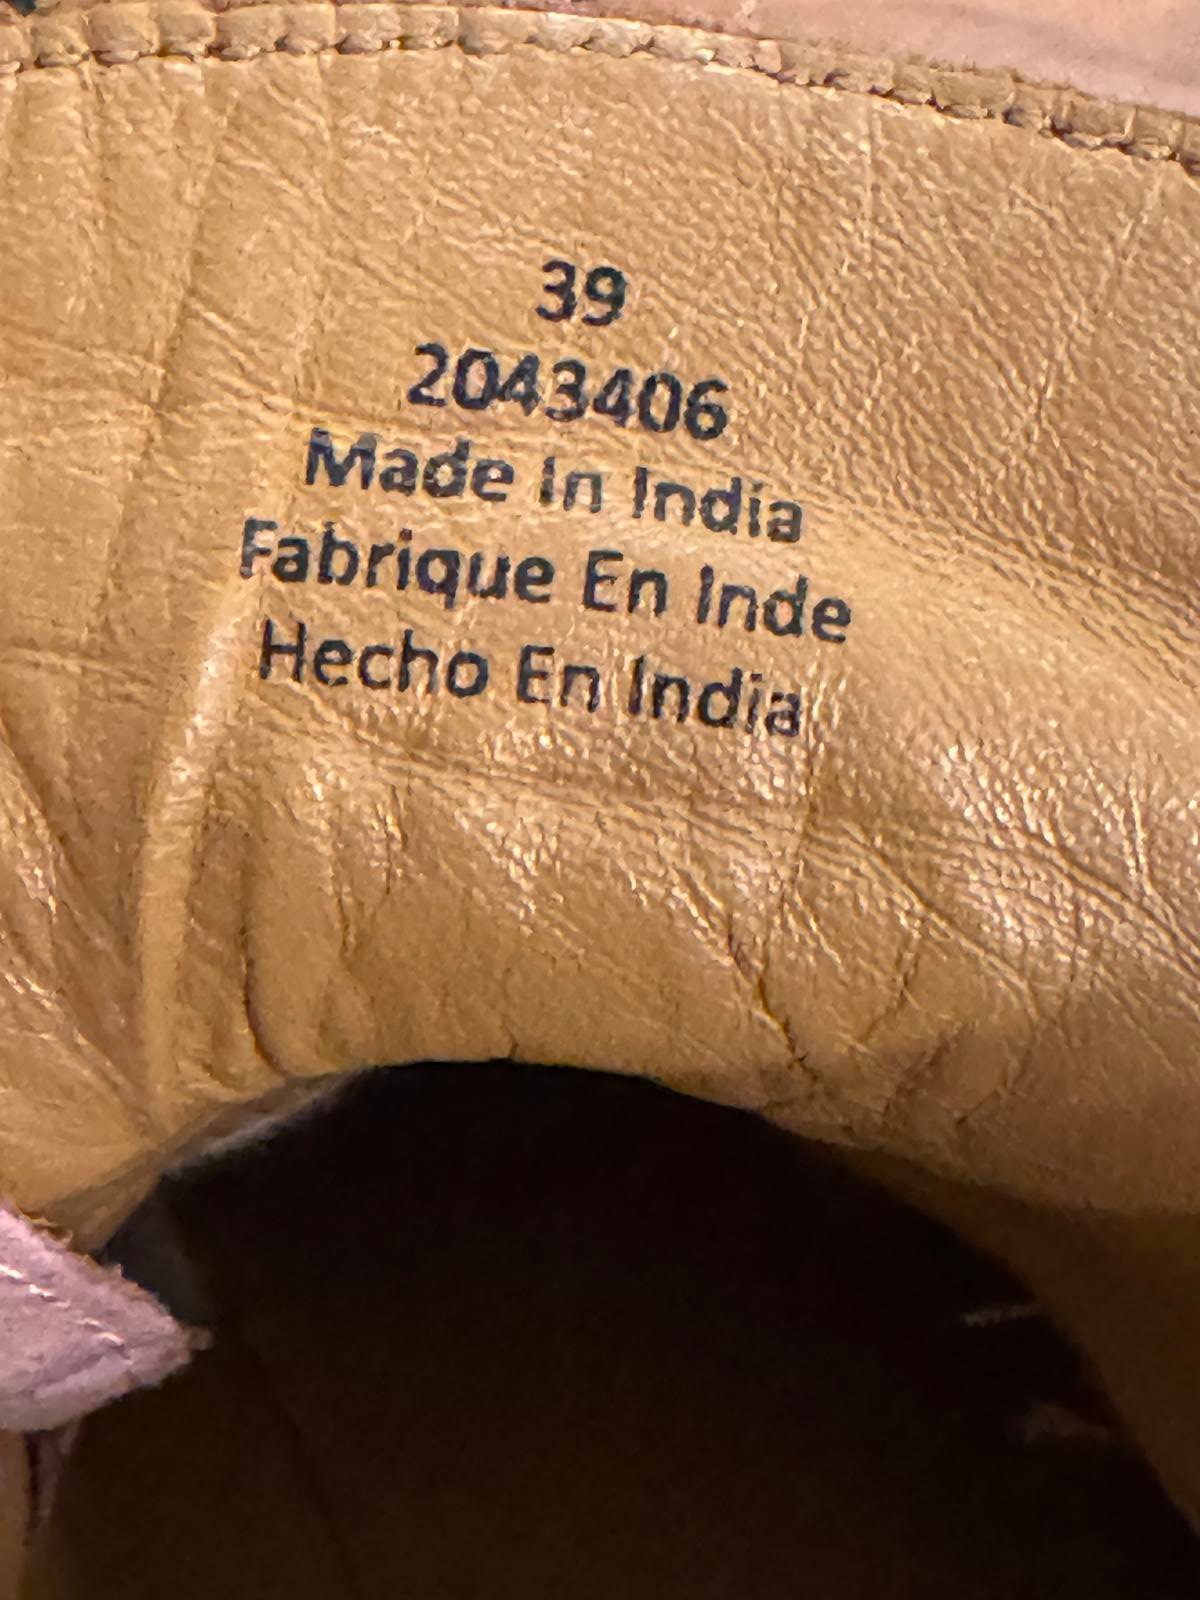 39
2043406
Made In India
Fabrique En Inde
Hecho En India